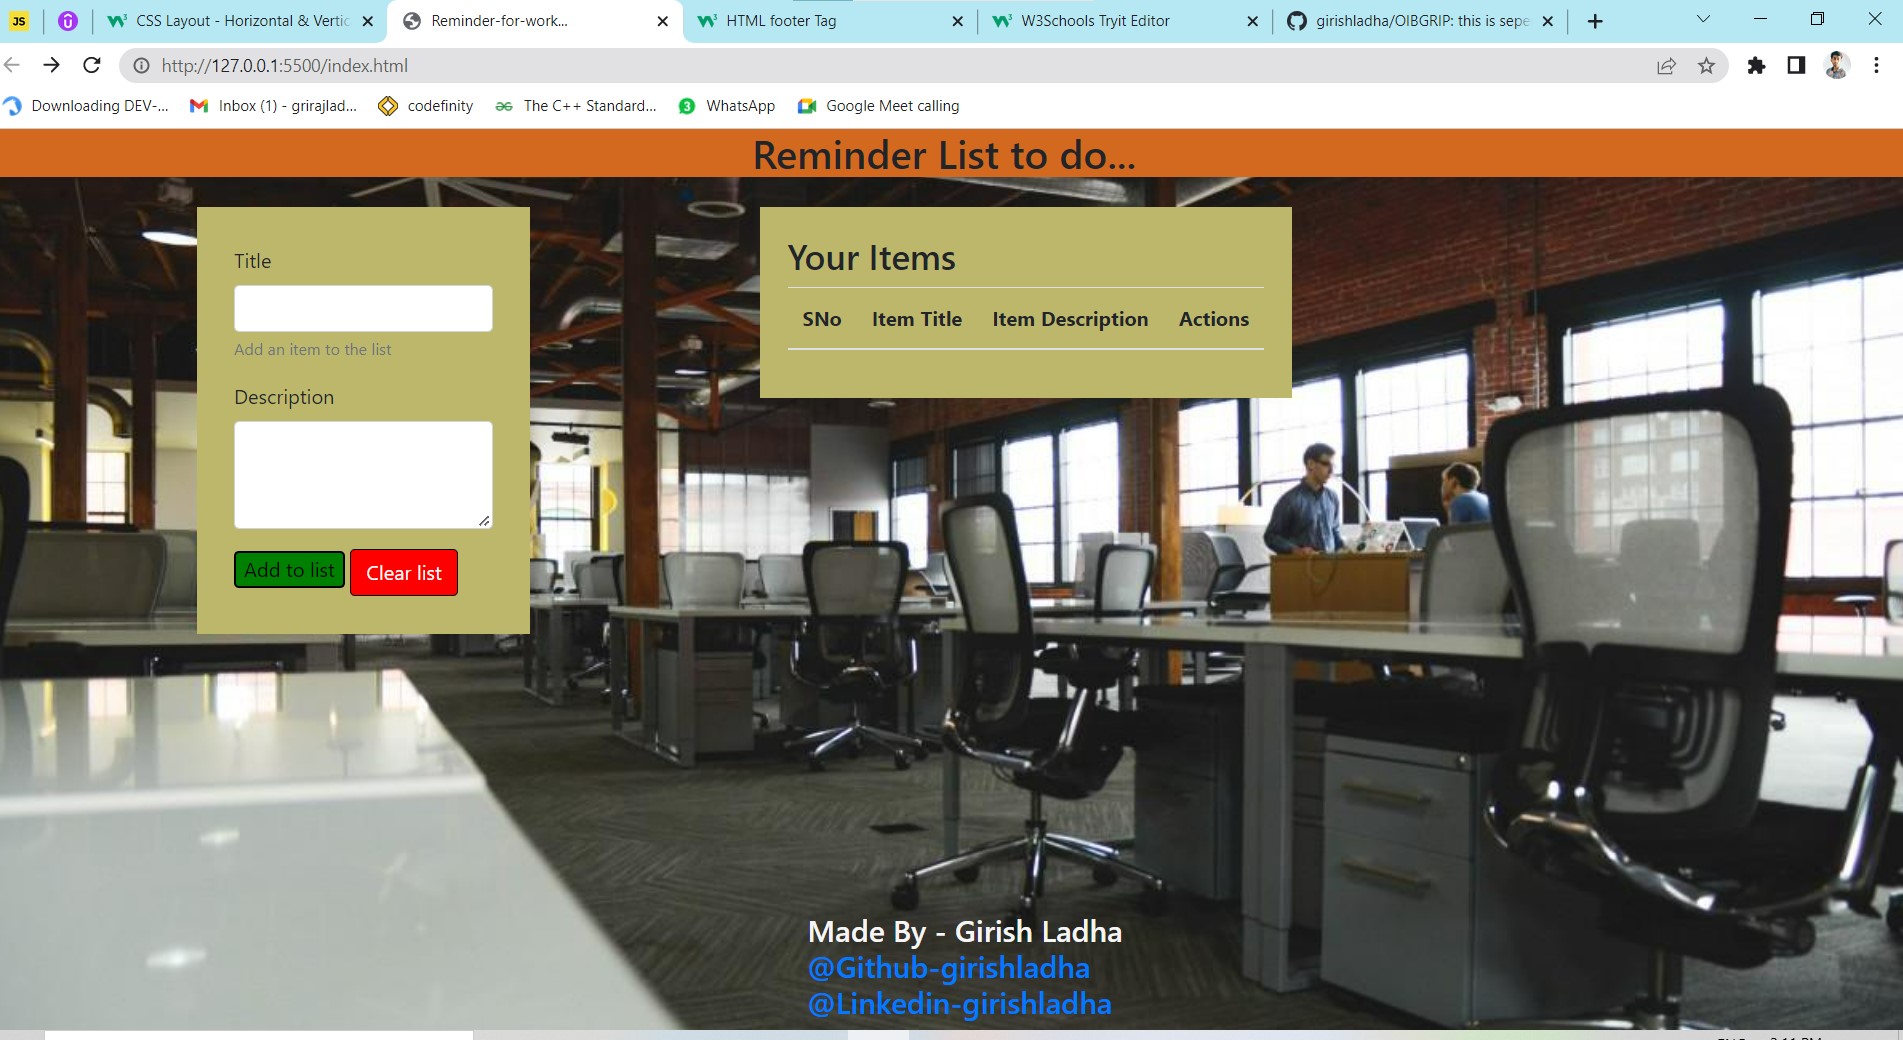 JS
CSS Layout - Horizontal & Vertic
Reminder-for-work...
HTML footer Tag
W3Schools Tryit Editor
girishladha/OIBGRIP: this is sepe
http://127.0.0.1:5500/index.html
Downloading DEV-...
Inbox (1) - grirajlad...
codefinity
The C++ Standard...
3
WhatsApp
Google Meet calling
Reminder List to do...
Title
Add an item to the list
Description
Add to list
Clear list
Your Items
SNo Item Title Item Description Actions
Made By - Girish Ladha
@Github-girishladha
@Linkedin-girishladha